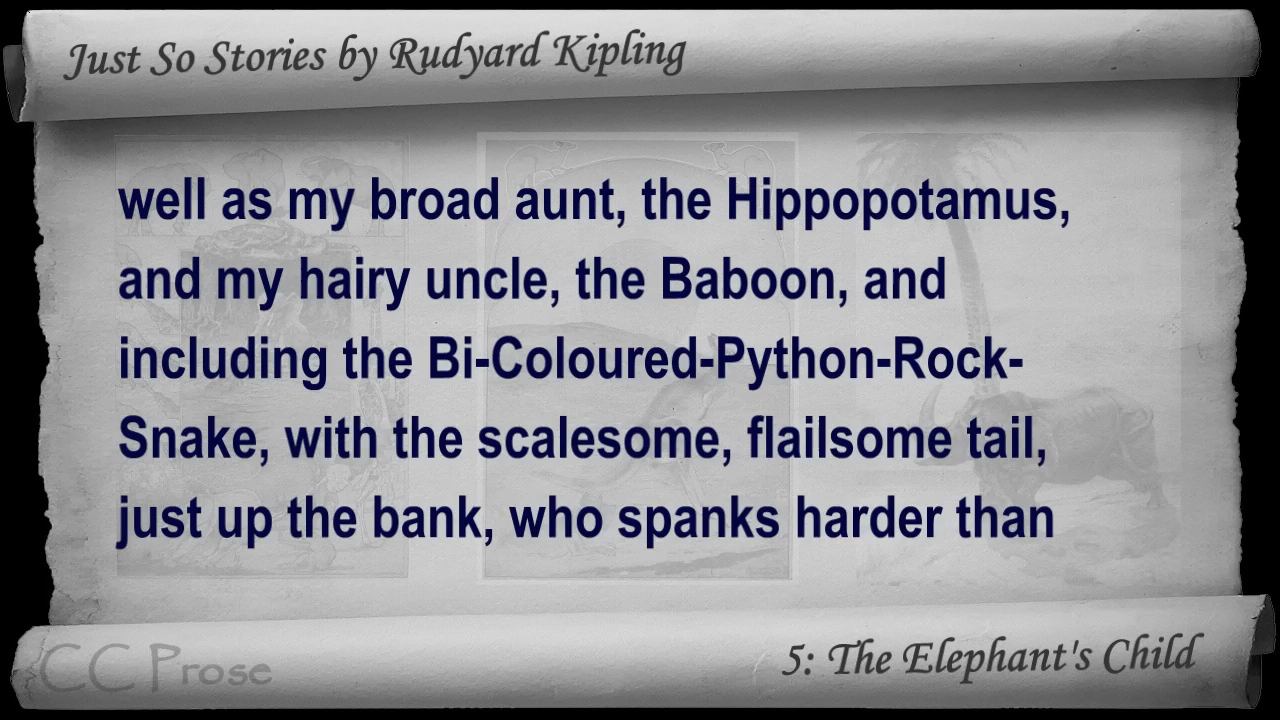 Just So Stories by Rudyard Kipling
well as my broad aunt, the Hippopotamus,
and my hairy uncle, the Baboon, and
including the Bi-Coloured-Python-Rock-
Snake, with the scalesome, flailsome tail,
just up the bank, who spanks harder than
CC Prose
5: The Elephant's Child